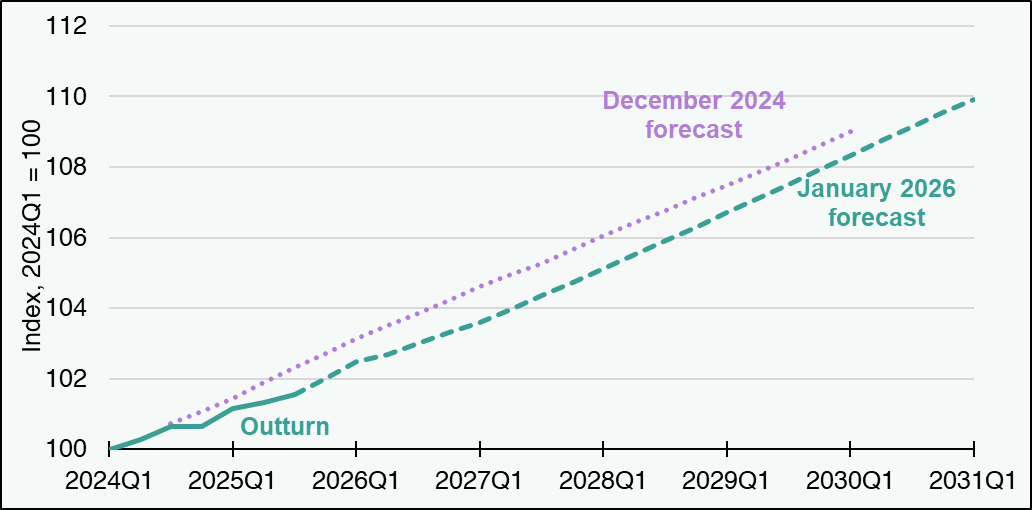 112
110
108
106
104
102
100
Index, 2024Q1 = 100
December 2024
forecast
January 2026
forecast
Outturn
2024Q1 2025Q1 2026Q1 2027Q1 2028Q1 2029Q1 2030Q1 2031Q1